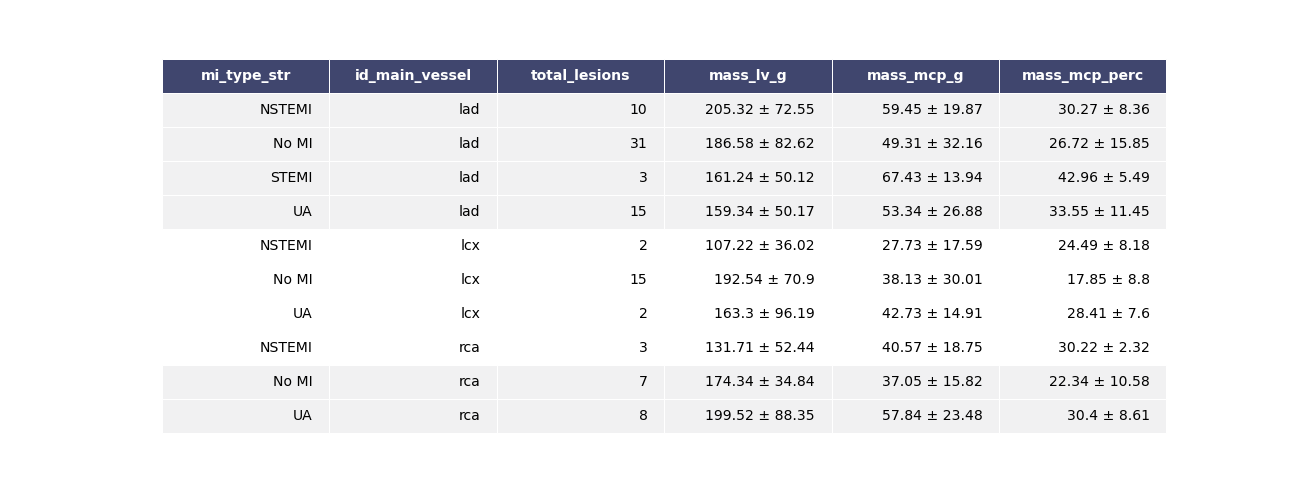 mi_type_str id_main_vessel total_lesions mass_lv_g mass_mcp_g mass_mcp_perc
NSTEMI lad 10 205.32 ± 72.55 59.45 ± 19.87 30.27 ± 8.36
No MI lad 31 186.58 ± 82.62 49.31 ± 32.16 26.72 ± 15.85
STEMI lad 3 161.24 ± 50.12 67.43 ± 13.94 42.96 ± 5.49
UA lad 15 159.34 ± 50.17 53.34 ± 26.88 33.55 ± 11.45
NSTEMI lcx 2 107.22 ± 36.02 27.73 ± 17.59 24.49 ± 8.18
No MI lcx 15 192.54 ± 70.9 38.13 ± 30.01 17.85 ± 8.8
UA lcx 2 163.3 ± 96.19 42.73 ± 14.91 28.41 ± 7.6
NSTEMI rca 3 131.71 ± 52.44 40.57 ± 18.75 30.22 ± 2.32
No MI rca 7 174.34 ± 34.84 37.05 ± 15.82 22.34 ± 10.58
UA rca 8 199.52 ± 88.35 57.84 ± 23.48 30.4 ± 8.61